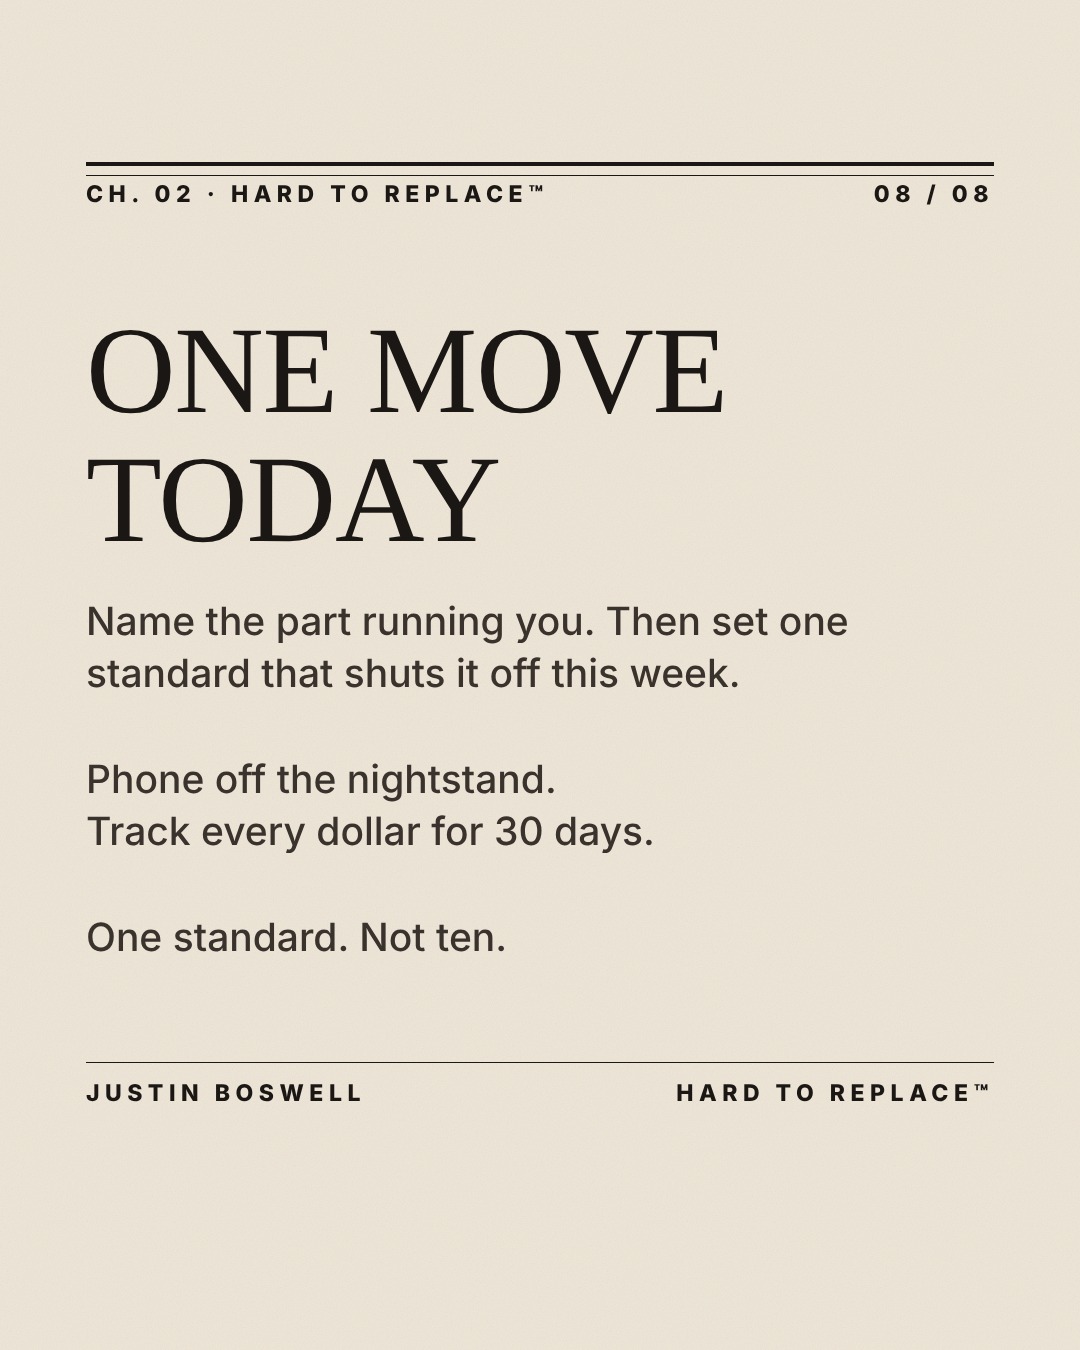 CH. 02 · HARD TO REPLACE™
08 / 08
ONE MOVE
TODAY
Name the part running you. Then set one
standard that shuts it off this week.
Phone off the nightstand.
Track every dollar for 30 days.
One standard. Not ten.
JUSTIN BOSWELL
HARD TO REPLACE™